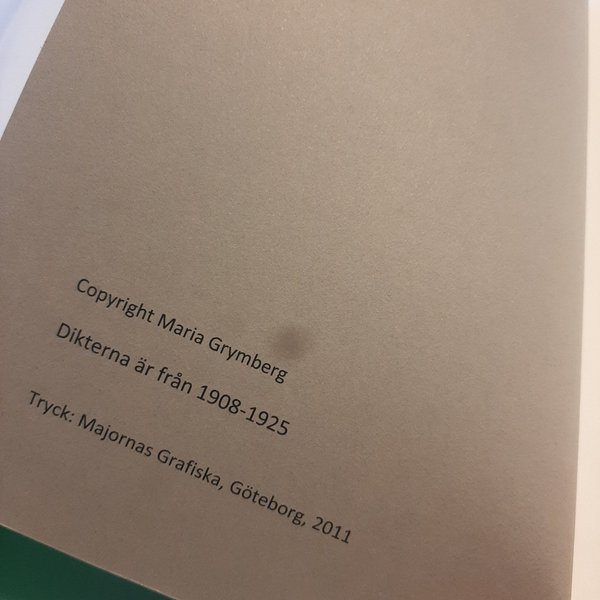 Copyright Maria Grymberg
Dikterna är från 1908-1925
Tryck: Majornas Grafiska, Göteborg, 2011